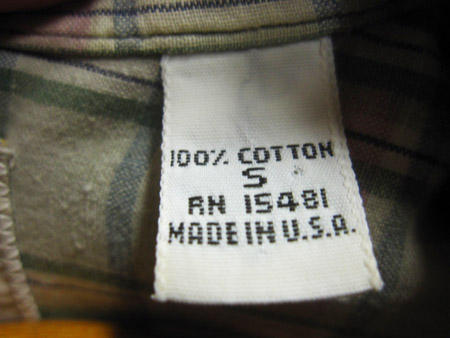 100% COTTON
S
RN 15481
MADE IN U.S.A.